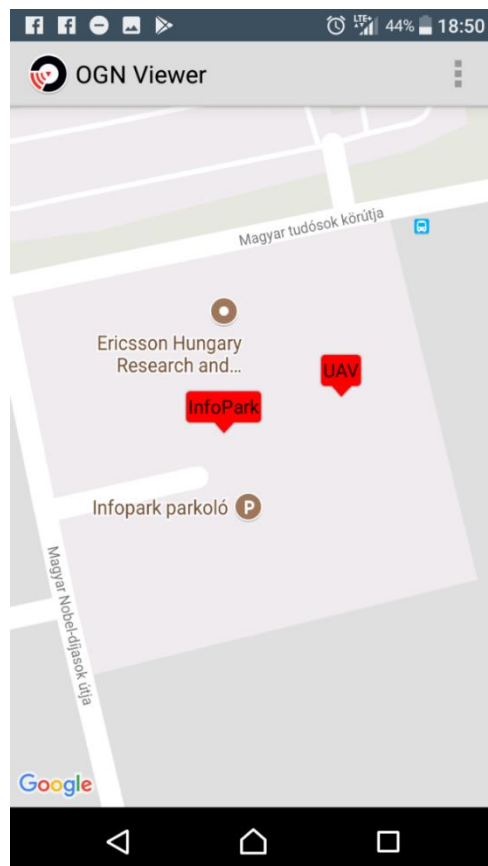 LTE+ 44% 18:50
OGN Viewer
Magyar tudósok körútja
Ericsson Hungary
Research and...
UAV
InfoPark
Infopark parkoló P
Magyar Nobel-díjasok útja
Google